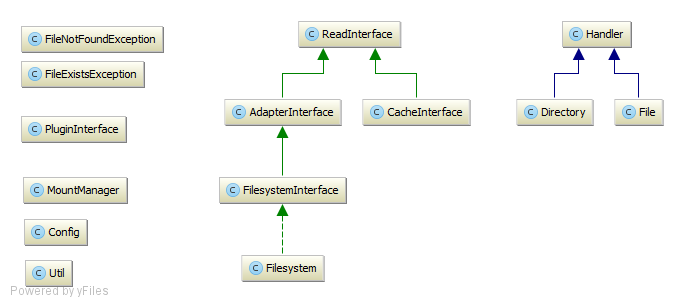 C FileNotFoundException
C FileExistsException
C PluginInterface
C MountManager
C Config
C Util
C ReadInterface
C AdapterInterface
C CacheInterface
C FilesystemInterface
C Filesystem
C Handler
C Directory
C File
Powered by yFiles